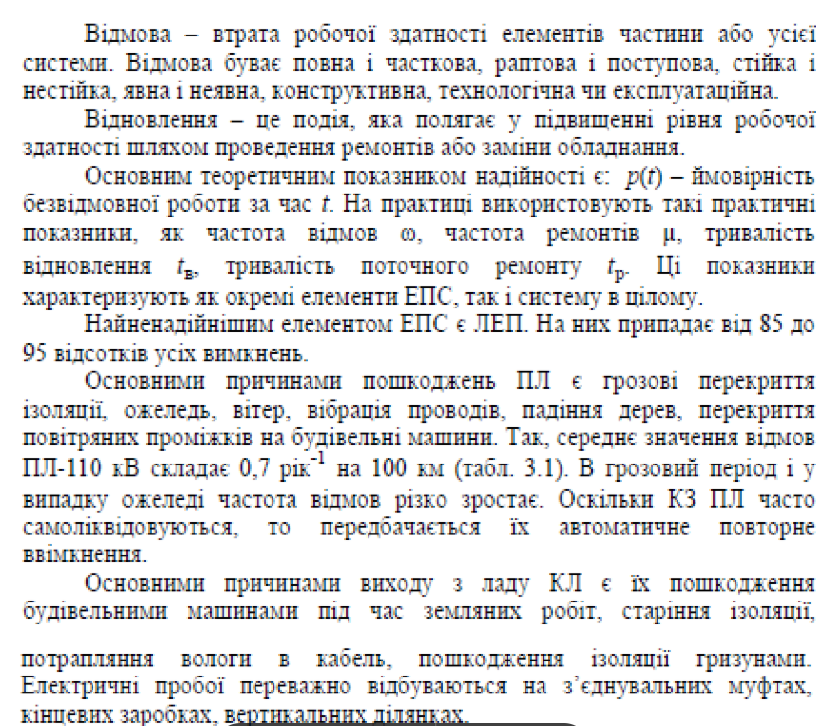 Відмова – втрата робочої здатності елементів частини або усієї
системи. Відмова буває повна і часткова, раптова і поступова, стійка і
нестійка, явна і неявна, конструктивна, технологічна чи експлуатаційна.
Відновлення – це подія, яка полягає у підвищенні рівня робочої
здатності шляхом проведення ремонтів або заміни обладнання.
Основним теоретичним показником надійності є: p(t) – ймовірність
безвідмовної роботи за час t. На практиці використовують такі практичні
показники, як частота відмов ω, частота ремонтів μ, тривалість
відновлення tв, тривалість поточного ремонту tр. Ці показники
характеризують як окремі елементи ЕПС, так і систему в цілому.
Найненадійнішим елементом ЕПС є ЛЕП. На них припадає від 85 до
95 відсотків усіх вимкнень.
Основними причинами пошкоджень ПЛ є грозові перекриття
ізоляції, ожеледь, вітер, вібрація проводів, падіння дерев, перекриття
повітряних проміжків на будівельні машини. Так, середнє значення відмов
ПЛ-110 кВ складає 0,7 рік⁻¹ на 100 км (табл. 3.1). В грозовий період і у
випадку ожеледі частота відмов різко зростає. Оскільки КЗ ПЛ часто
самоліквідовуються, то передбачається їх автоматичне повторне
ввімкнення.
Основними причинами виходу з ладу КЛ є їх пошкодження
будівельними машинами під час земляних робіт, старіння ізоляції,
потрапляння вологи в кабель, пошкодження ізоляції гризунами.
Електричні пробої переважно відбуваються на з’єднувальних муфтах,
кінцевих заробках, вертикальних ділянках.